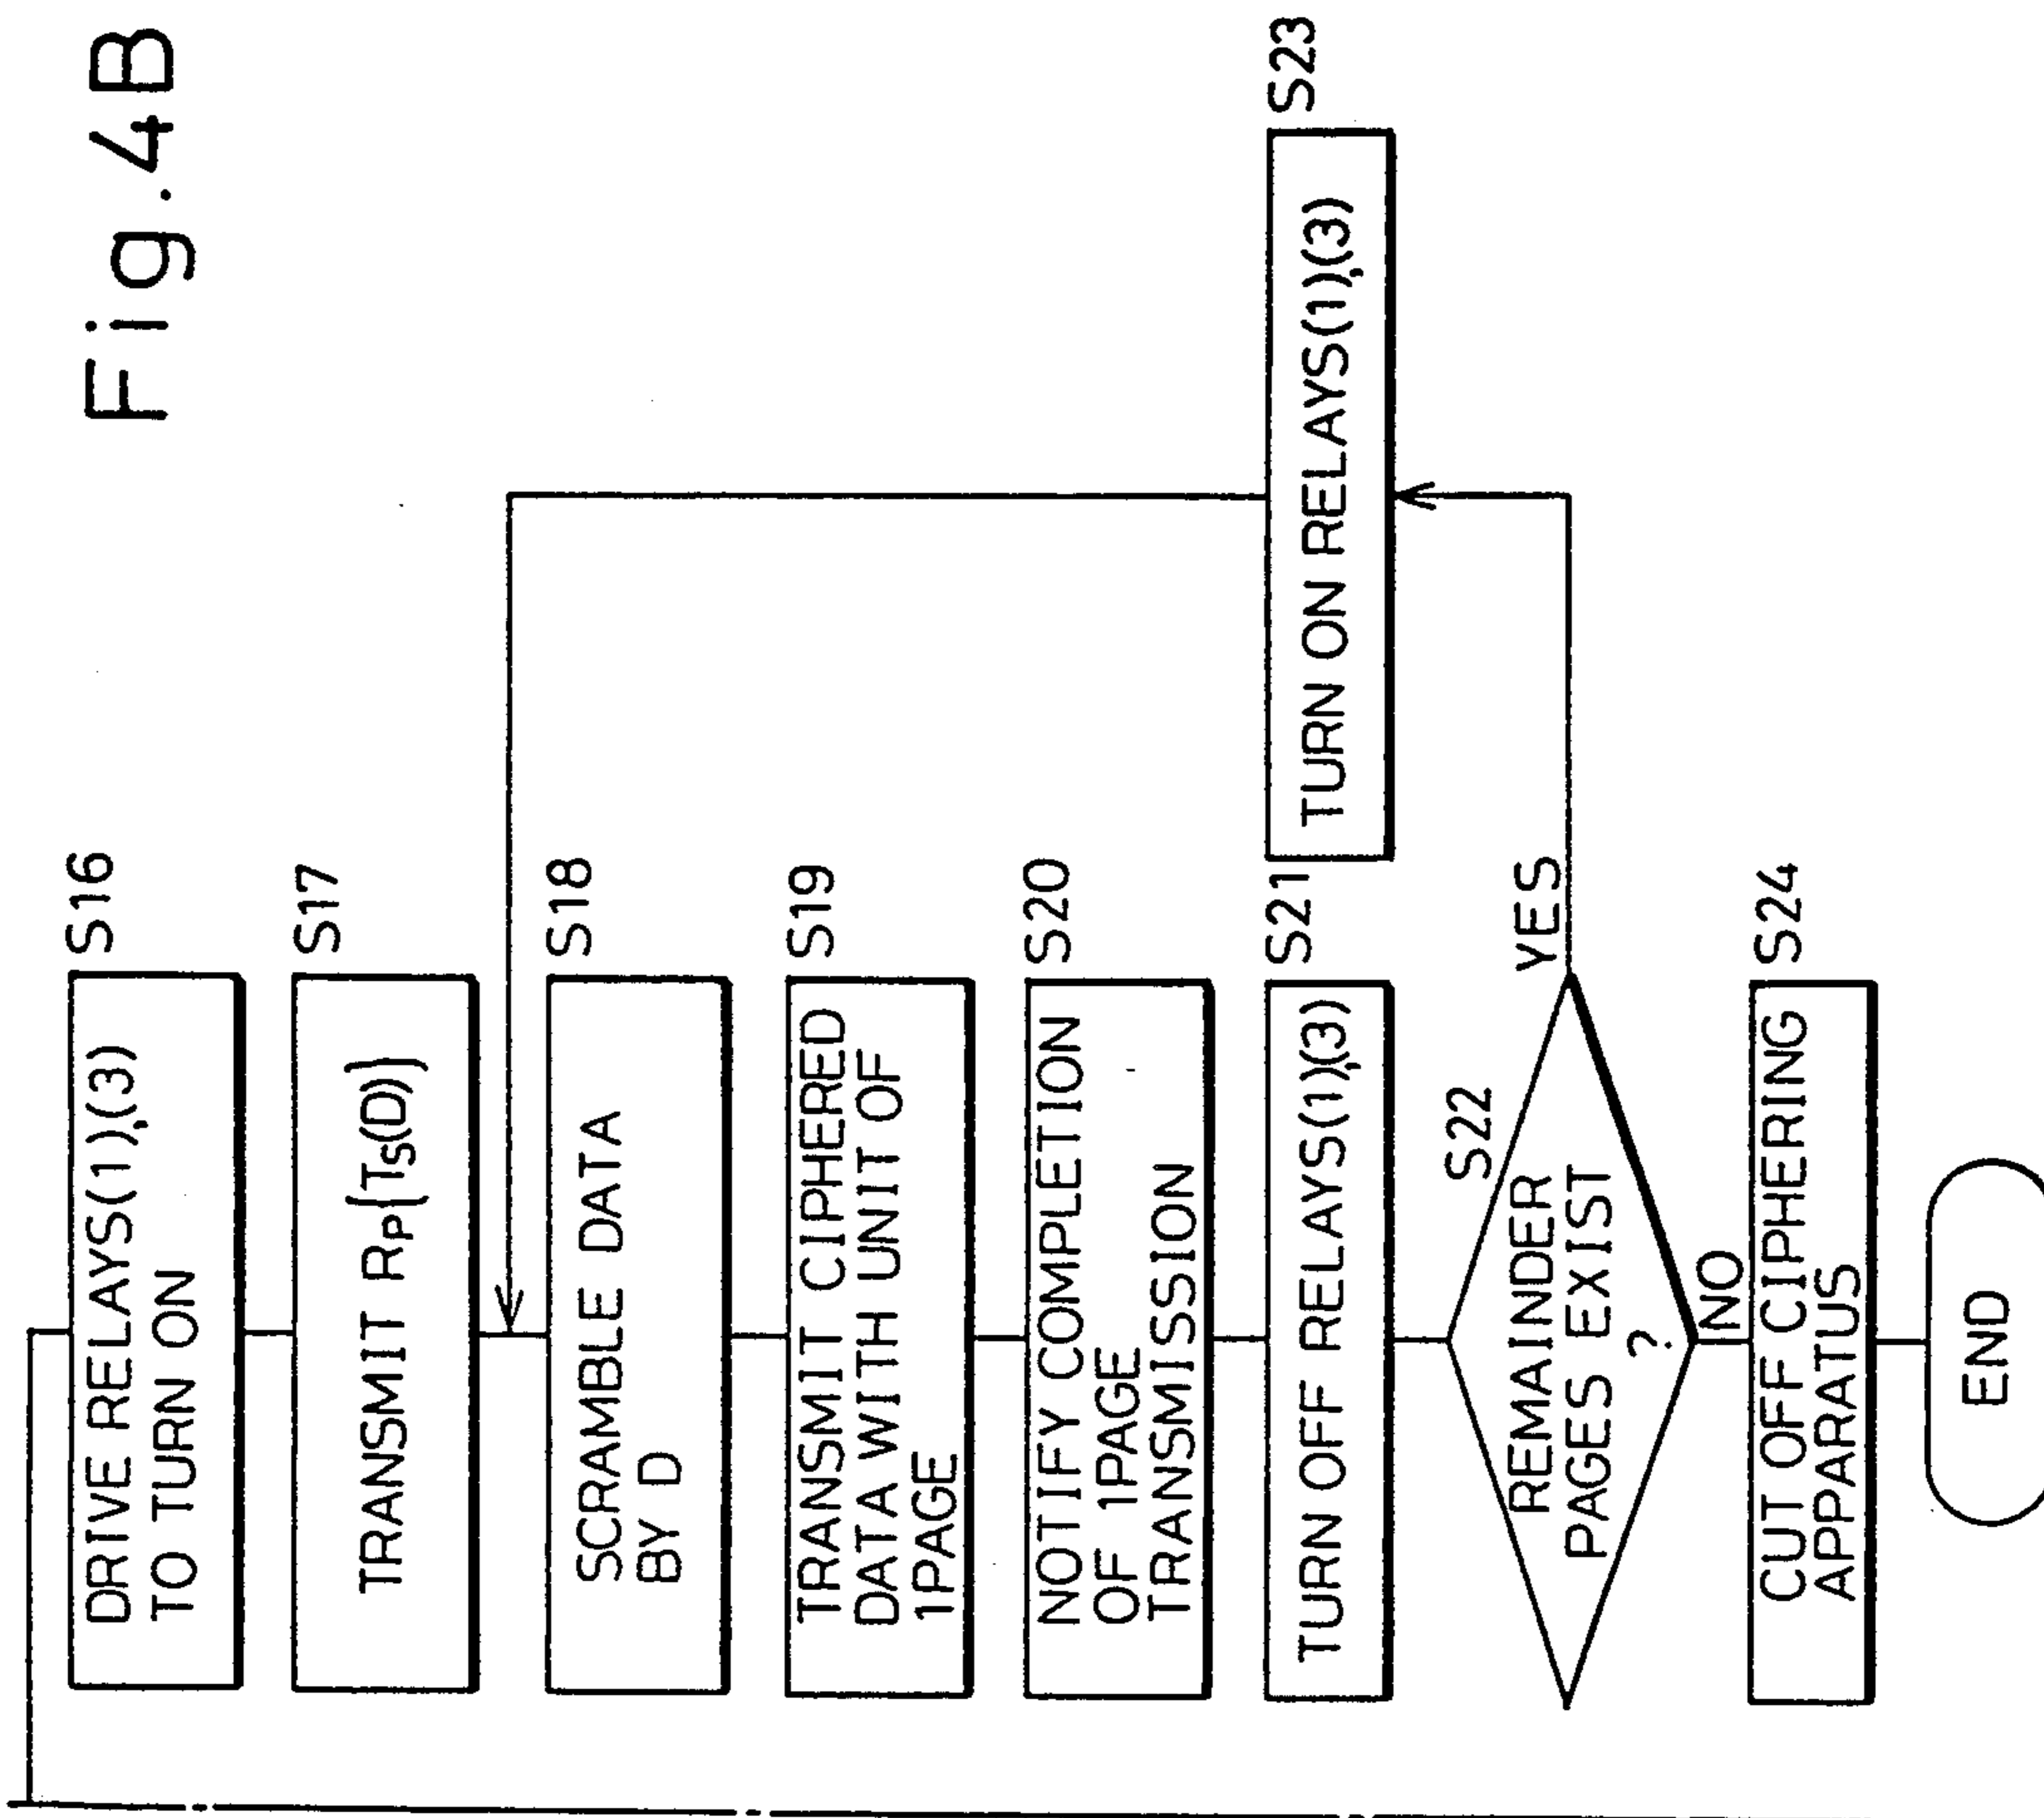 Fig.4B
S16
DRIVE RELAYS(1),(3)
TO TURN ON
S17
TRANSMIT RP{TS(D)}
S18
SCRAMBLE DATA
BY D
S19
TRANSMIT CIPHERED
DATA WITH UNIT OF
1PAGE
S20
NOTIFY COMPLETION
OF 1PAGE
TRANSMISSION
S21
TURN OFF RELAYS(1),(3)
S22
REMAINDER
PAGES EXIST
?
YES
S23
TURN ON RELAYS(1),(3)
NO
S24
CUT OFF CIPHERING
APPARATUS
END